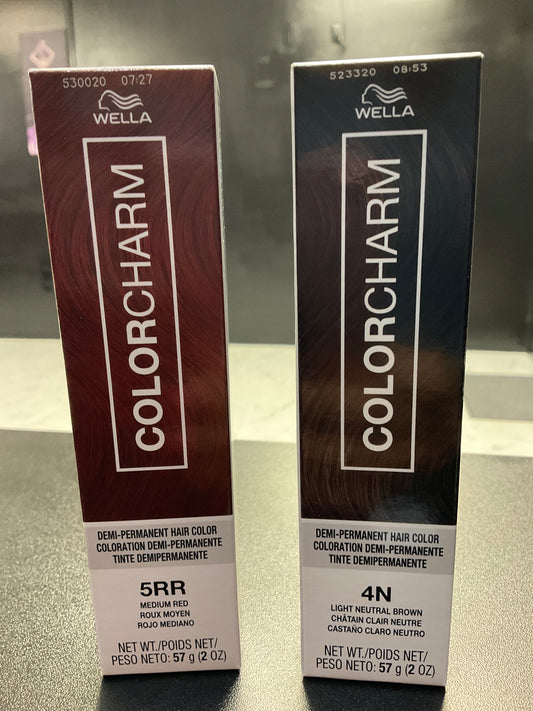 530020 07:27
WELLA
COLORCHARM
DEMI-PERMANENT HAIR COLOR
COLORATION DEMI-PERMANENTE
TINTE DEMIPERMANENTE
5RR
MEDIUM RED
ROUX MOYEN
ROJO MEDIANO
NET WT./POIDS NET/
PESO NETO: 57 g (2 OZ)
523320 08:53
WELLA
COLORCHARM
DEMI-PERMANENT HAIR COLOR
COLORATION DEMI-PERMANENTE
TINTE DEMIPERMANENTE
4N
LIGHT NEUTRAL BROWN
CHÂTAIN CLAIR NEUTRE
CASTAÑO CLARO NEUTRO
NET WT./POIDS NET/
PESO NETO: 57 g (2 OZ)